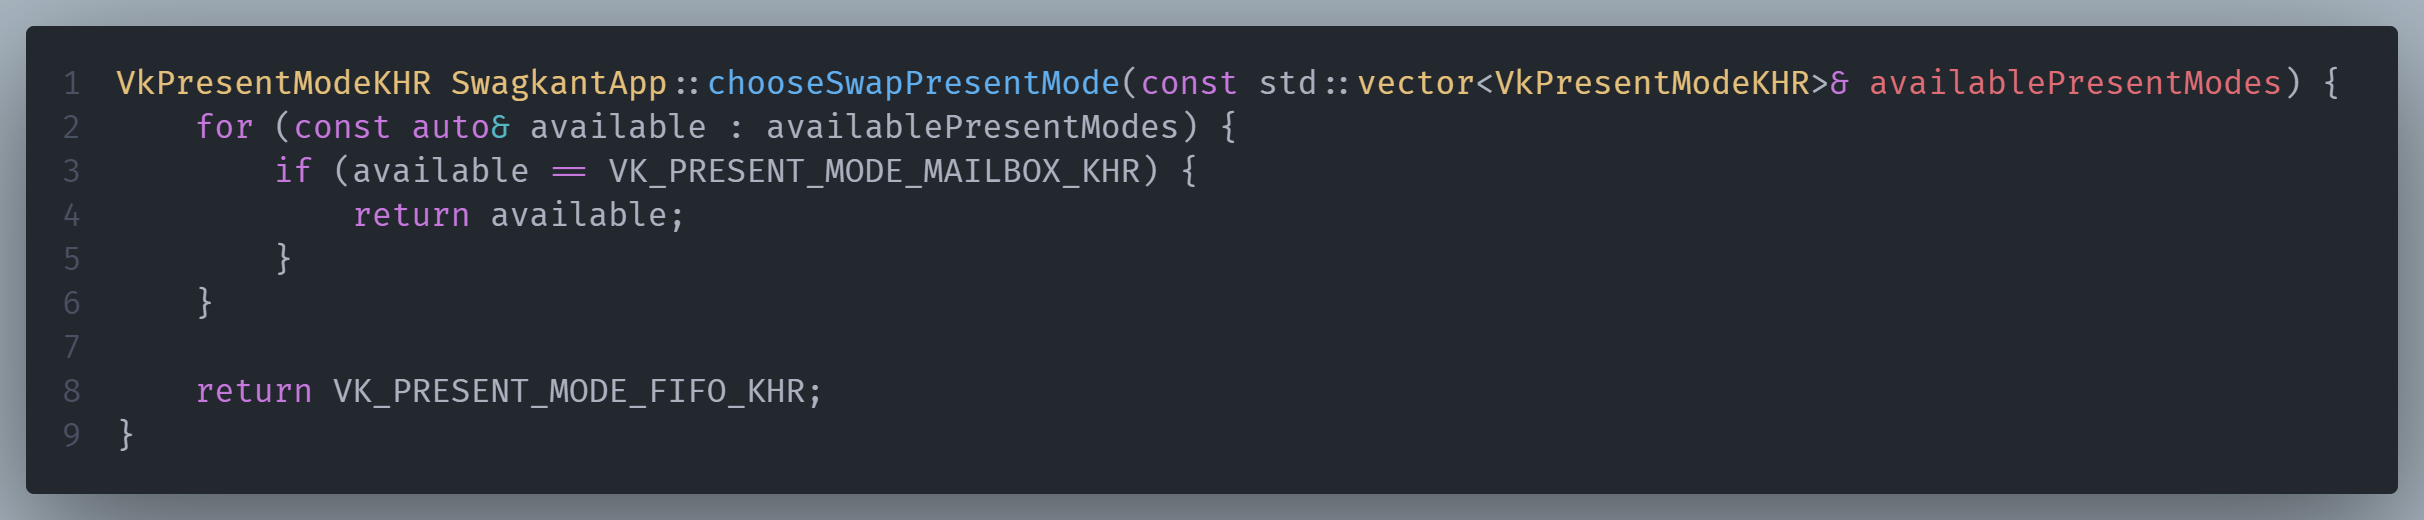 1 VkPresentModeKHR SwagkantApp::chooseSwapPresentMode(const std::vector<VkPresentModeKHR>& availablePresentModes) {
2     for (const auto& available : availablePresentModes) {
3         if (available == VK_PRESENT_MODE_MAILBOX_KHR) {
4             return available;
5         }
6     }
7
8     return VK_PRESENT_MODE_FIFO_KHR;
9 }